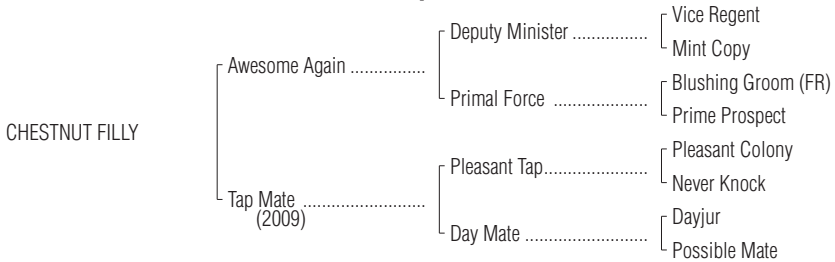 Vice Regent
Deputy Minister ................
Mint Copy
Awesome Again ................
Blushing Groom (FR)
Primal Force ....................
Prime Prospect
CHESTNUT FILLY
Pleasant Colony
Pleasant Tap......................
Never Knock
Tap Mate ..........................
(2009)
Dayjur
Day Mate ..........................
Possible Mate